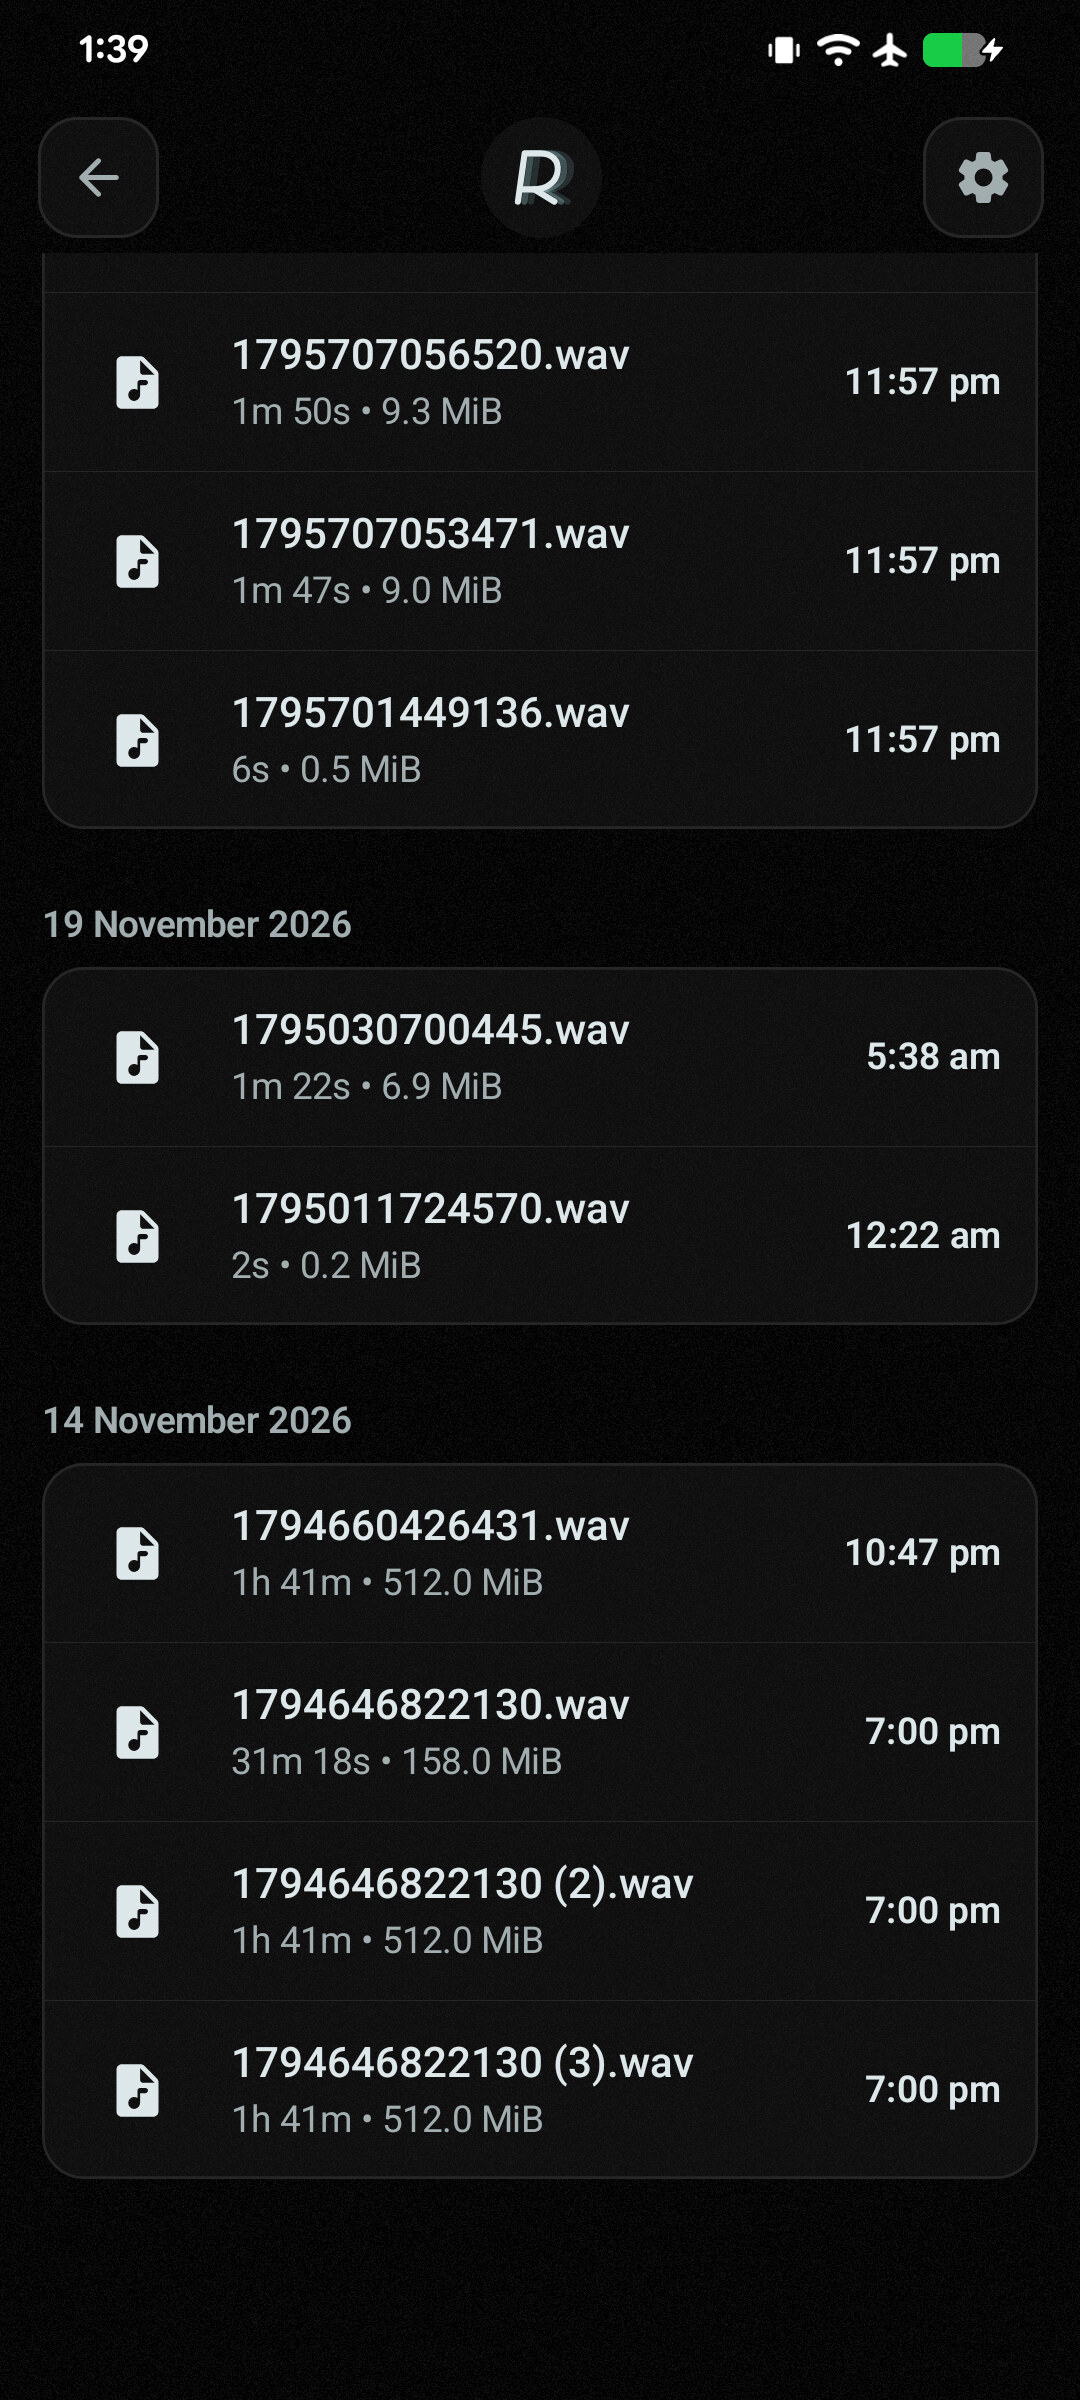 1:39
R
1795707056520.wav
1m 50s • 9.3 MiB
11:57 pm
1795707053471.wav
1m 47s • 9.0 MiB
11:57 pm
1795701449136.wav
6s • 0.5 MiB
11:57 pm
19 November 2026
1795030700445.wav
1m 22s • 6.9 MiB
5:38 am
1795011724570.wav
2s • 0.2 MiB
12:22 am
14 November 2026
1794660426431.wav
1h 41m • 512.0 MiB
10:47 pm
1794646822130.wav
31m 18s • 158.0 MiB
7:00 pm
1794646822130 (2).wav
1h 41m • 512.0 MiB
7:00 pm
1794646822130 (3).wav
1h 41m • 512.0 MiB
7:00 pm